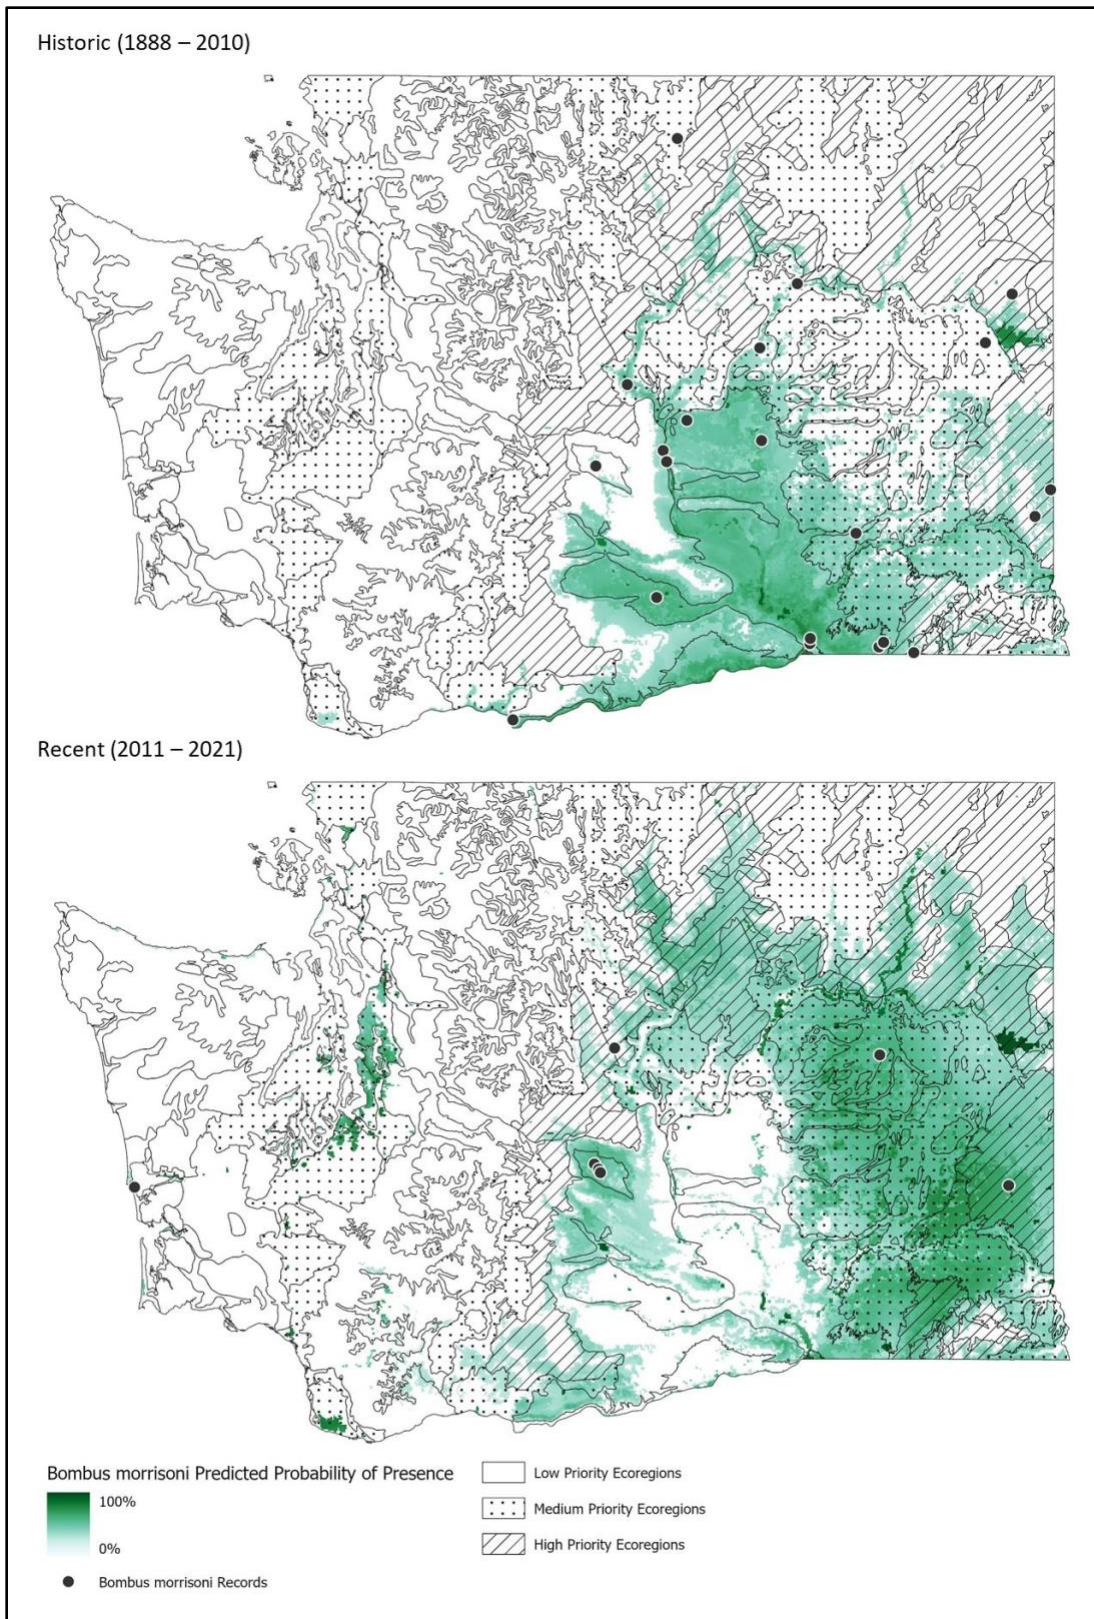 Historic (1888 – 2010)
Recent (2011 – 2021)
Bombus morrisoni Predicted Probability of Presence
100%
0%
Bombus morrisoni Records
Low Priority Ecoregions
Medium Priority Ecoregions
High Priority Ecoregions